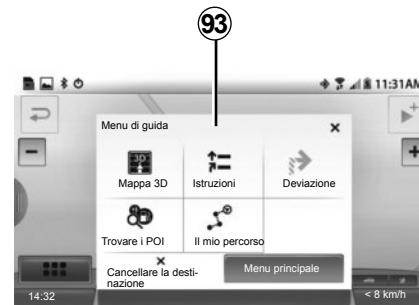 93
11:31AM
Menu di guida
3D
Mappa 3D
Istruzioni
Deviazione
Trovare i POI
Il mio percorso
Cancellare la desti-
nazione
Menu principale
14:32
< 8 km/h